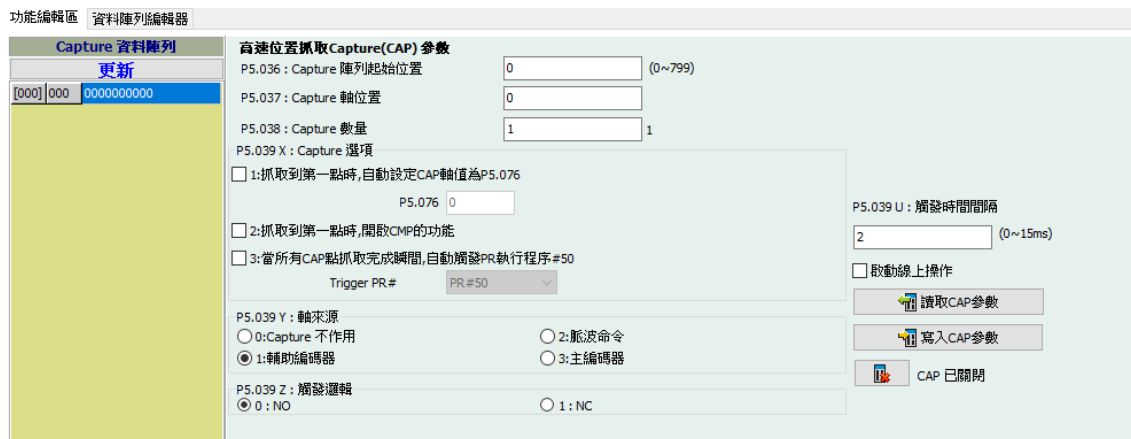 功能編輯區 資料陣列編輯器
Capture 資料陣列
更新
[000] 000 0000000000
高速位置抓取Capture(CAP) 參數
P5.036 : Capture 陣列起始位置 0 (0~799)
P5.037 : Capture 軸位置 0
P5.038 : Capture 數量 1 1
P5.039 X : Capture 選項
1:抓取到第一點時,自動設定CAP軸值為P5.076
P5.076 0
2:抓取到第一點時,開啟CMP的功能
3:當所有CAP點抓取完成瞬間,自動觸發PR執行程序#50
Trigger PR# PR#50
P5.039 Y : 軸來源
0:Capture 不作用 2:脈波命令
1:輔助編碼器 3:主編碼器
P5.039 Z : 觸發邏輯
0 : NO 1 : NC
P5.039 U : 觸發時間間隔
2 (0~15ms)
啟動線上操作
讀取CAP參數
寫入CAP參數
CAP 已關閉